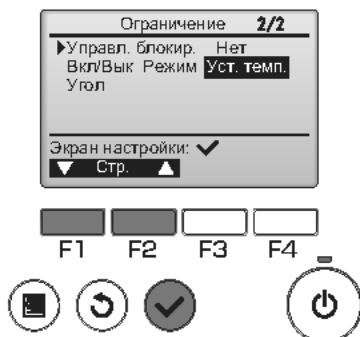 Ограничение 2/2
▶Управл. блокир. Нет
Вкл/Вык Режим Уст. темп.
Угол
Экран настройки: ✔
▼ Стр. ▲
F1 F2 F3 F4